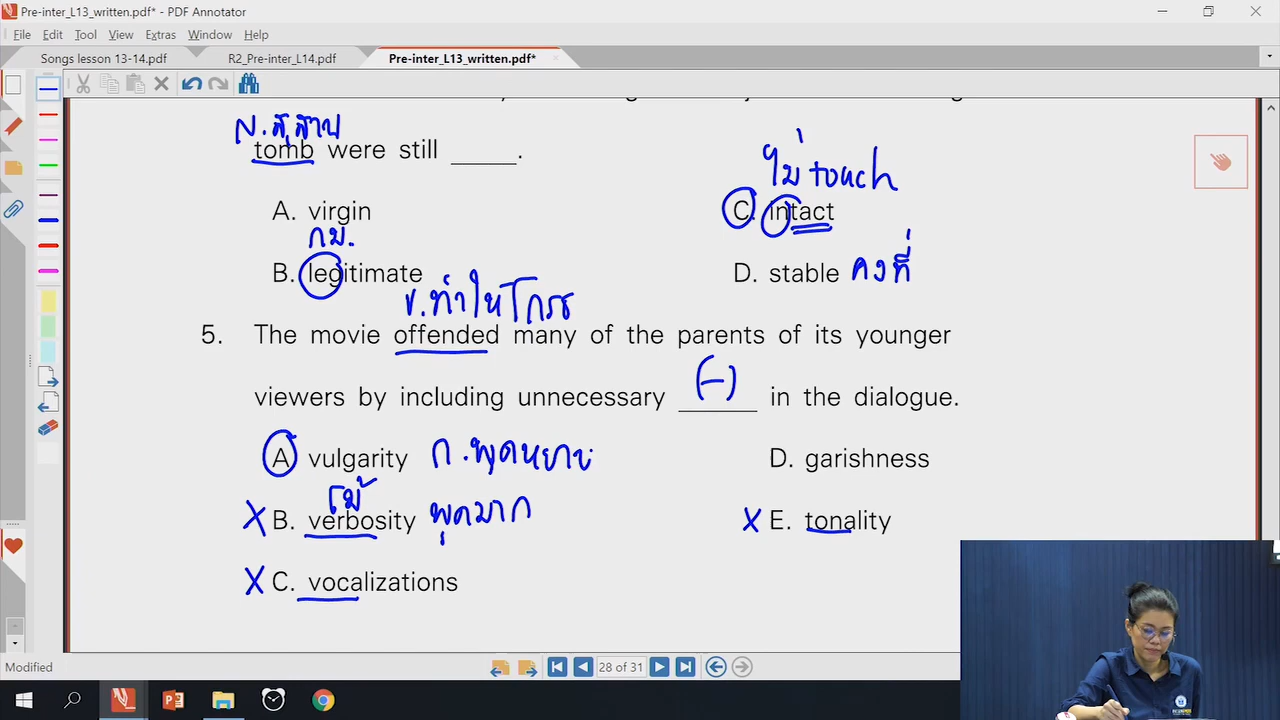 Pre-inter_L13_written.pdf* - PDF Annotator
File Edit Tool View Extras Window Help
Songs lesson 13-14.pdf R2_Pre-inter_L14.pdf Pre-inter_L13_written.pdf*
N. สุสาน
tomb were still _____.
ไม่ touch
A. virgin C. intact
กม.
B. legitimate D. stable คงที่
v. ทำให้โกรธ
5. The movie offended many of the parents of its younger
(-)
viewers by including unnecessary ______ in the dialogue.
A vulgarity ก. พูดหยาบ D. garishness
โม้
X B. verbosity พูดมาก X E. tonality
X C. vocalizations
Modified 28 of 31